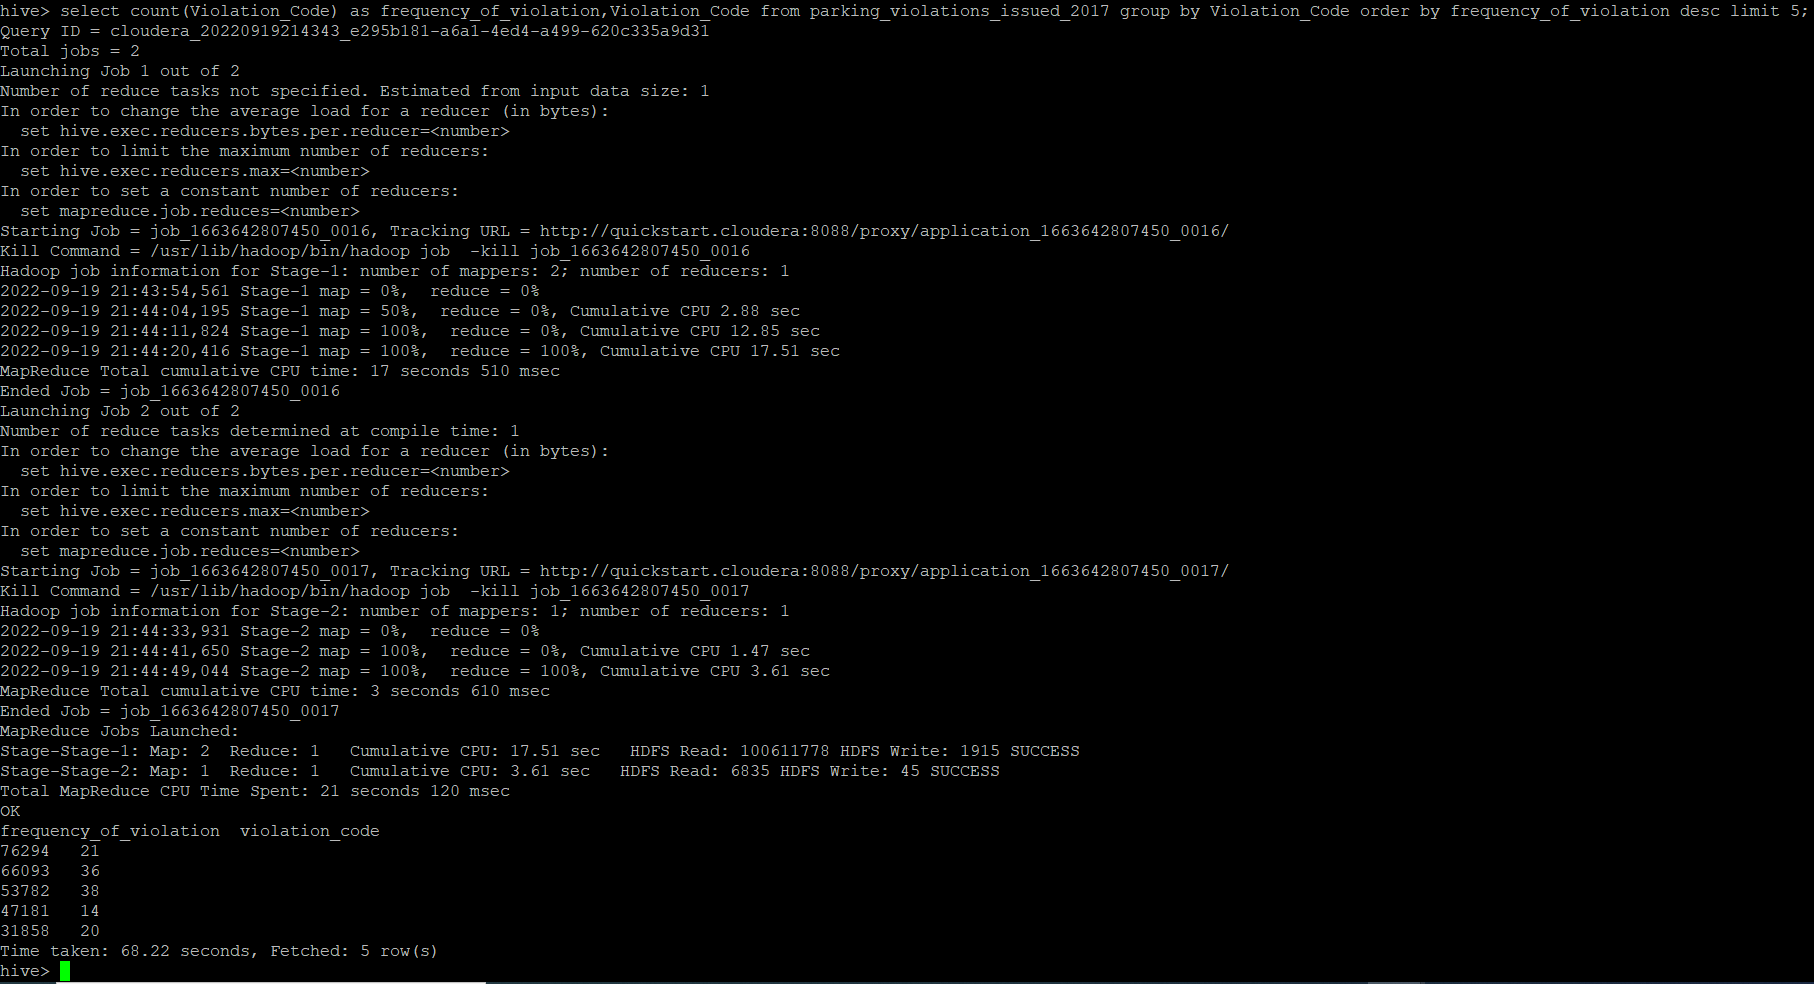 hive> select count(Violation_Code) as frequency_of_violation,Violation_Code from parking_violations_issued_2017 group by Violation_Code order by frequency_of_violation desc limit 5;
Query ID = cloudera_20220919214343_e295b181-a6a1-4ed4-a499-620c335a9d31
Total jobs = 2
Launching Job 1 out of 2
Number of reduce tasks not specified. Estimated from input data size: 1
In order to change the average load for a reducer (in bytes):
  set hive.exec.reducers.bytes.per.reducer=<number>
In order to limit the maximum number of reducers:
  set hive.exec.reducers.max=<number>
In order to set a constant number of reducers:
  set mapreduce.job.reduces=<number>
Starting Job = job_1663642807450_0016, Tracking URL = http://quickstart.cloudera:8088/proxy/application_1663642807450_0016/
Kill Command = /usr/lib/hadoop/bin/hadoop job  -kill job_1663642807450_0016
Hadoop job information for Stage-1: number of mappers: 2; number of reducers: 1
2022-09-19 21:43:54,561 Stage-1 map = 0%,  reduce = 0%
2022-09-19 21:44:04,195 Stage-1 map = 50%,  reduce = 0%, Cumulative CPU 2.88 sec
2022-09-19 21:44:11,824 Stage-1 map = 100%,  reduce = 0%, Cumulative CPU 12.85 sec
2022-09-19 21:44:20,416 Stage-1 map = 100%,  reduce = 100%, Cumulative CPU 17.51 sec
MapReduce Total cumulative CPU time: 17 seconds 510 msec
Ended Job = job_1663642807450_0016
Launching Job 2 out of 2
Number of reduce tasks determined at compile time: 1
In order to change the average load for a reducer (in bytes):
  set hive.exec.reducers.bytes.per.reducer=<number>
In order to limit the maximum number of reducers:
  set hive.exec.reducers.max=<number>
In order to set a constant number of reducers:
  set mapreduce.job.reduces=<number>
Starting Job = job_1663642807450_0017, Tracking URL = http://quickstart.cloudera:8088/proxy/application_1663642807450_0017/
Kill Command = /usr/lib/hadoop/bin/hadoop job  -kill job_1663642807450_0017
Hadoop job information for Stage-2: number of mappers: 1; number of reducers: 1
2022-09-19 21:44:33,931 Stage-2 map = 0%,  reduce = 0%
2022-09-19 21:44:41,650 Stage-2 map = 100%,  reduce = 0%, Cumulative CPU 1.47 sec
2022-09-19 21:44:49,044 Stage-2 map = 100%,  reduce = 100%, Cumulative CPU 3.61 sec
MapReduce Total cumulative CPU time: 3 seconds 610 msec
Ended Job = job_1663642807450_0017
MapReduce Jobs Launched:
Stage-Stage-1: Map: 2  Reduce: 1   Cumulative CPU: 17.51 sec   HDFS Read: 100611778 HDFS Write: 1915 SUCCESS
Stage-Stage-2: Map: 1  Reduce: 1   Cumulative CPU: 3.61 sec   HDFS Read: 6835 HDFS Write: 45 SUCCESS
Total MapReduce CPU Time Spent: 21 seconds 120 msec
OK
frequency_of_violation  violation_code
76294   21
66093   36
53782   38
47181   14
31858   20
Time taken: 68.22 seconds, Fetched: 5 row(s)
hive>